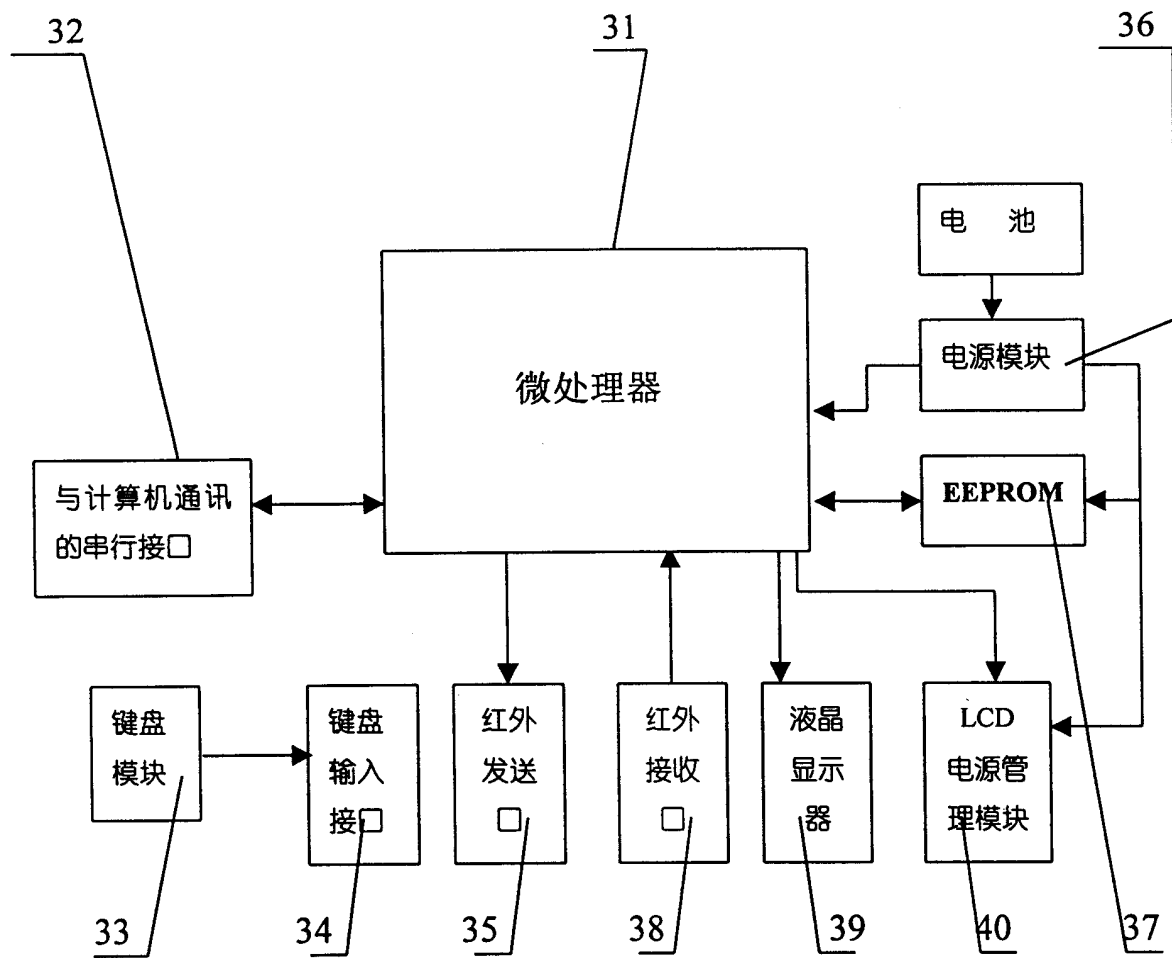 32
31
36
电 池
电源模块
微处理器
与计算机通讯
的串行接口
EEPROM
键盘
模块
键盘
输入
接口
红外
发送
口
红外
接收
口
液晶
显示
器
LCD
电源管
理模块
33
34
35
38
39
40
37